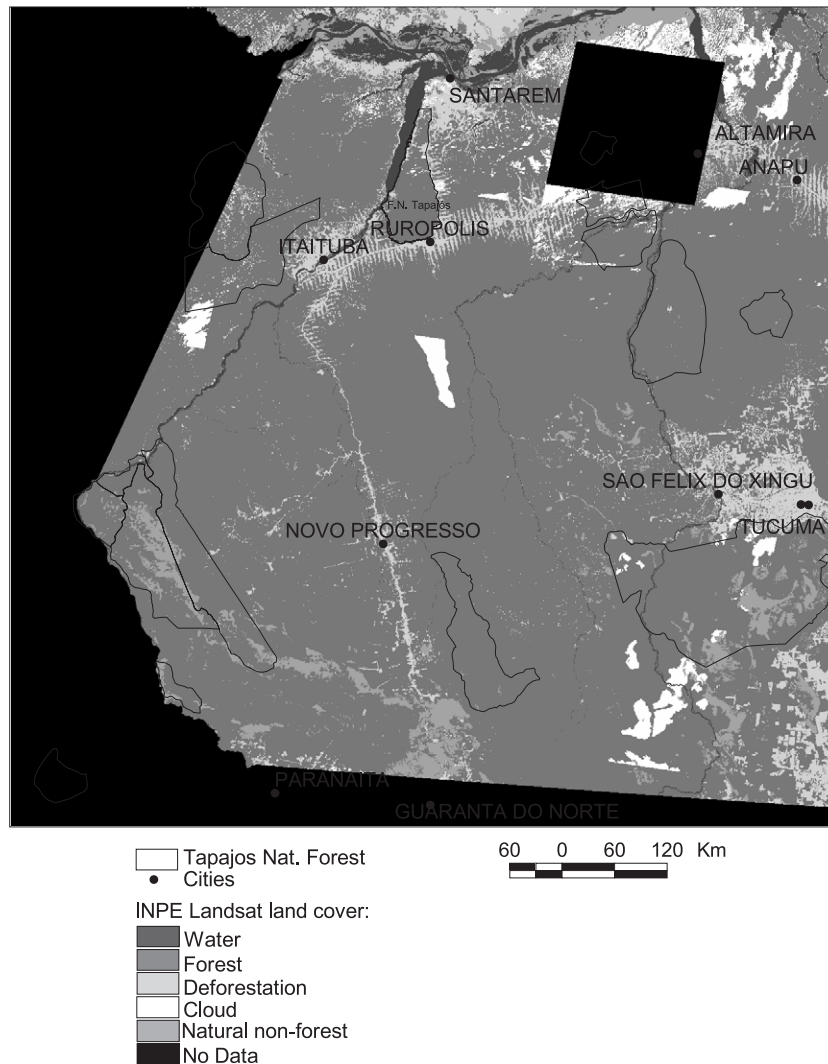 SANTAREM
ALTAMIRA
ANAPU
F.N. Tapajós
RUROPOLIS
ITAITUBA
SAO FELIX DO XINGU
TUCUMA
NOVO PROGRESSO
PARANAITA
GUARANTA DO NORTE
Tapajos Nat. Forest
60 0 60 120 Km
Cities
INPE Landsat land cover:
Water
Forest
Deforestation
Cloud
Natural non-forest
No Data